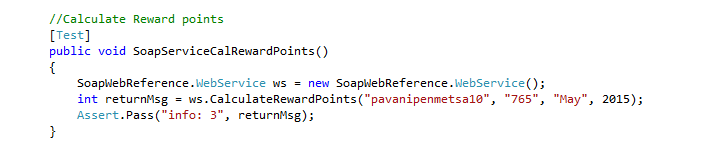 //Calculate Reward points
[Test]
public void SoapServiceCalRewardPoints()
{
SoapWebReference.WebService ws = new SoapWebReference.WebService();
int returnMsg = ws.CalculateRewardPoints("pavanipenmetsa10", "765", "May", 2015);
Assert.Pass("info: 3", returnMsg);
}